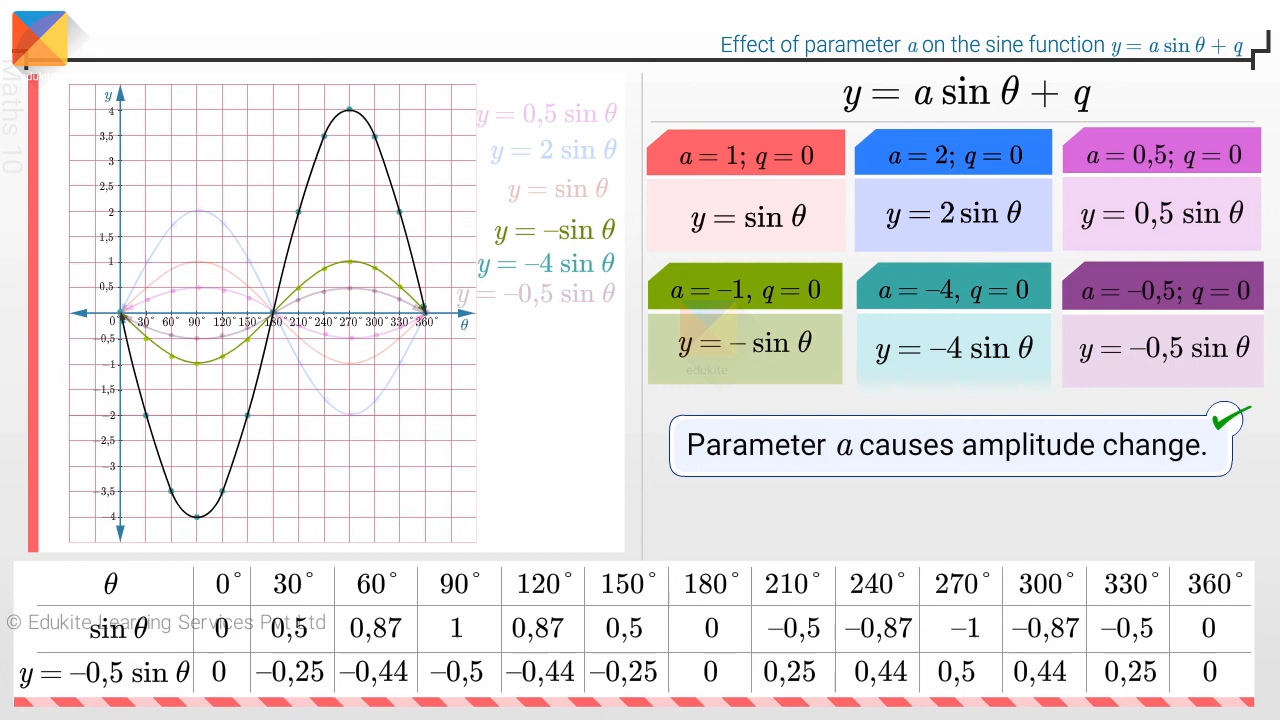 Effect of parameter a on the sine function y = a sin θ + q
Maths 10
y = a sin θ + q
y
4
3,5
3
2,5
2
1,5
1
0,5
0
–0,5
–1
–1,5
–2
–2,5
–3
–3,5
4
30° 60° 90° 120° 150° 180° 210° 240° 270° 300° 330° 360°
θ
y = 0,5 sin θ
y = 2 sin θ
y = sin θ
y = –sin θ
y = –4 sin θ
y = –0,5 sin θ
a = 1; q = 0
y = sin θ
a = 2; q = 0
y = 2 sin θ
a = 0,5; q = 0
y = 0,5 sin θ
a = –1, q = 0
y = – sin θ
edukite
a = –4, q = 0
y = –4 sin θ
a = –0,5; q = 0
y = –0,5 sin θ
Parameter a causes amplitude change.
θ 0° 30° 60° 90° 120° 150° 180° 210° 240° 270° 300° 330° 360°
© Edukite Learning Services Pvt Ltd
sin θ 0 0,5 0,87 1 0,87 0,5 0 –0,5 –0,87 –1 –0,87 –0,5 0
y = –0,5 sin θ 0 –0,25 –0,44 –0,5 –0,44 –0,25 0 0,25 0,44 0,5 0,44 0,25 0